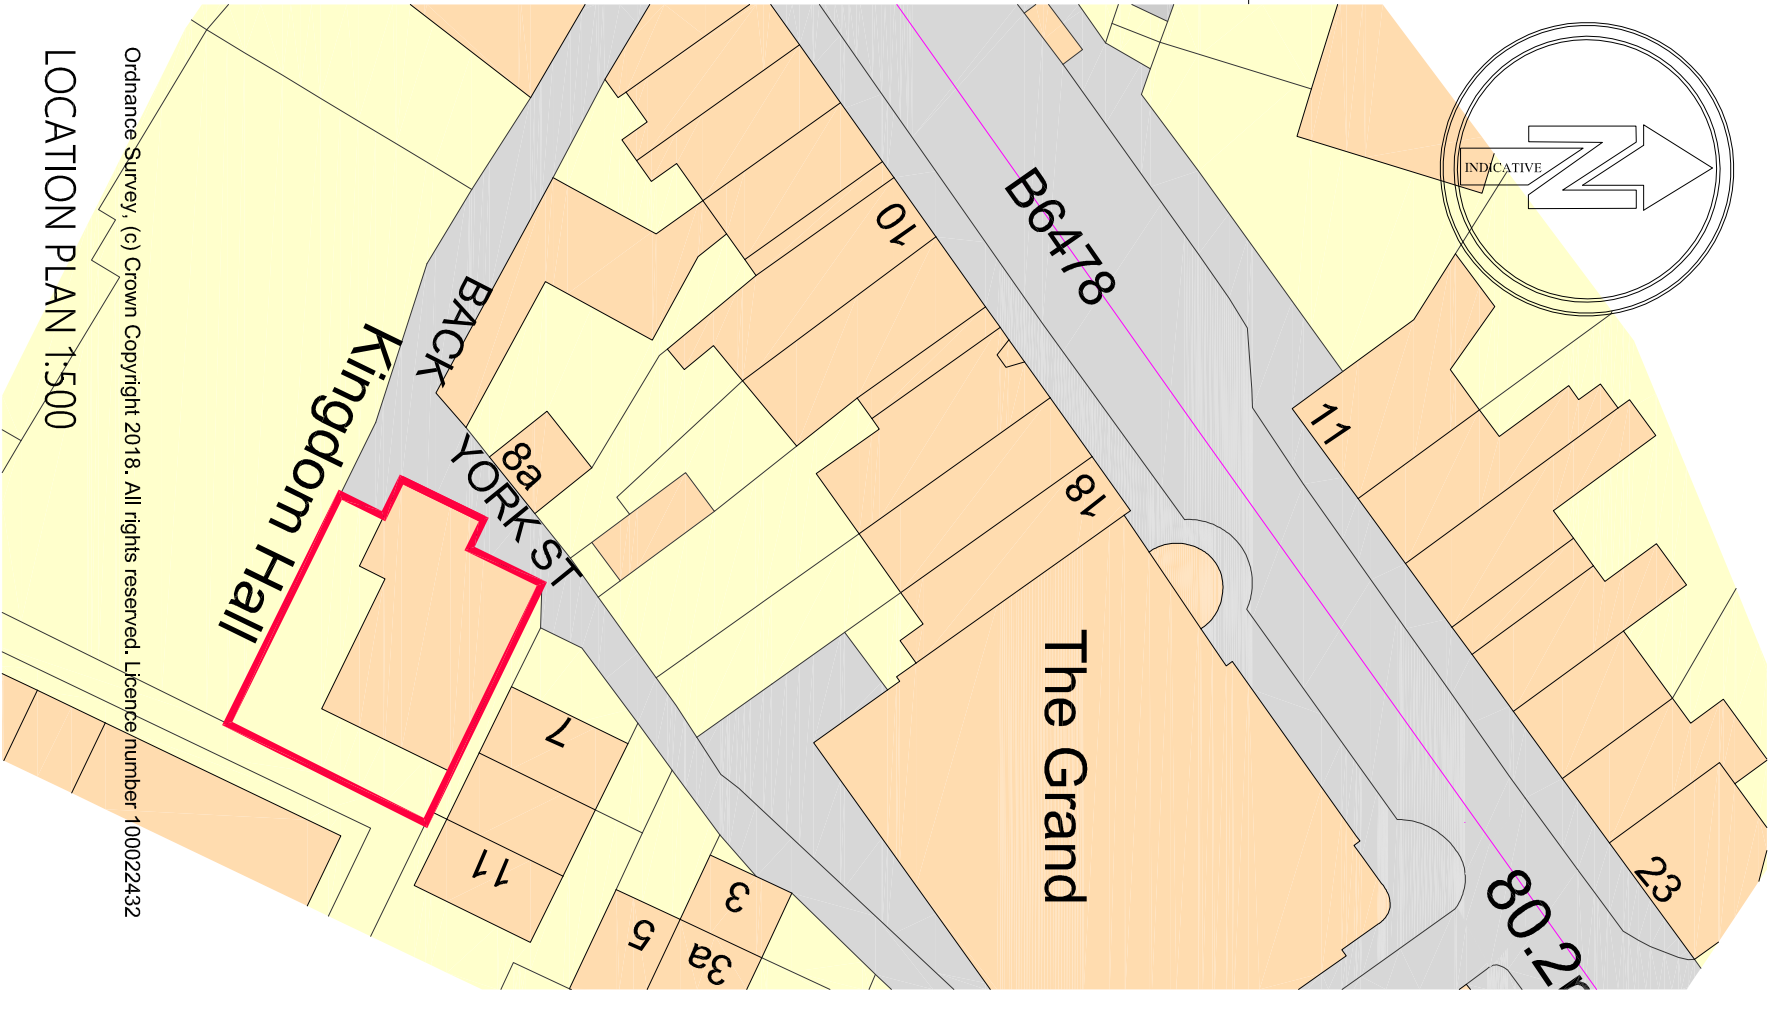 LOCATION PLAN 1:500
Ordnance Survey, (c) Crown Copyright 2018. All rights reserved. Licence number 100022432
Kingdom Hall
BACK
YORK ST
8a
10
18
B6478
The Grand
INDICATIVE
N
11
23
7
11
3
5
3a